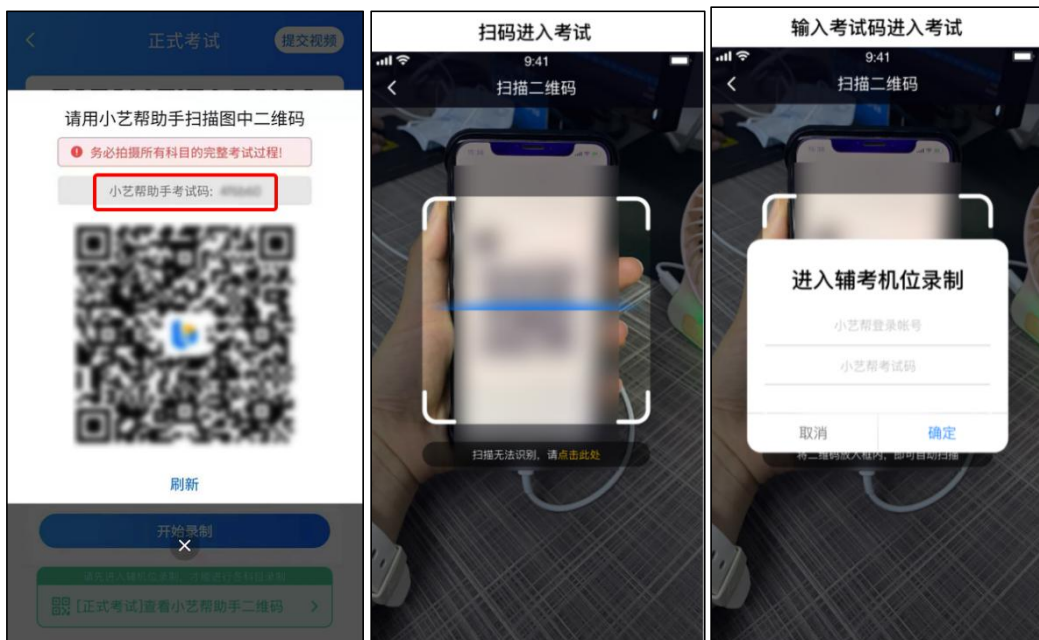 正式考试
提交视频
请用小艺帮助手扫描图中二维码
务必拍摄所有科目的完整考试过程!
小艺帮助手考试码:
刷新
开始录制
[正式考试]查看小艺帮助手二维码
扫码进入考试
9:41
扫描二维码
扫描无法识别，请点击此处
输入考试码进入考试
9:41
扫描二维码
进入辅考机位录制
小艺帮登录帐号
小艺帮考试码
取消
确定
将二维码放入框内，即可自动扫描